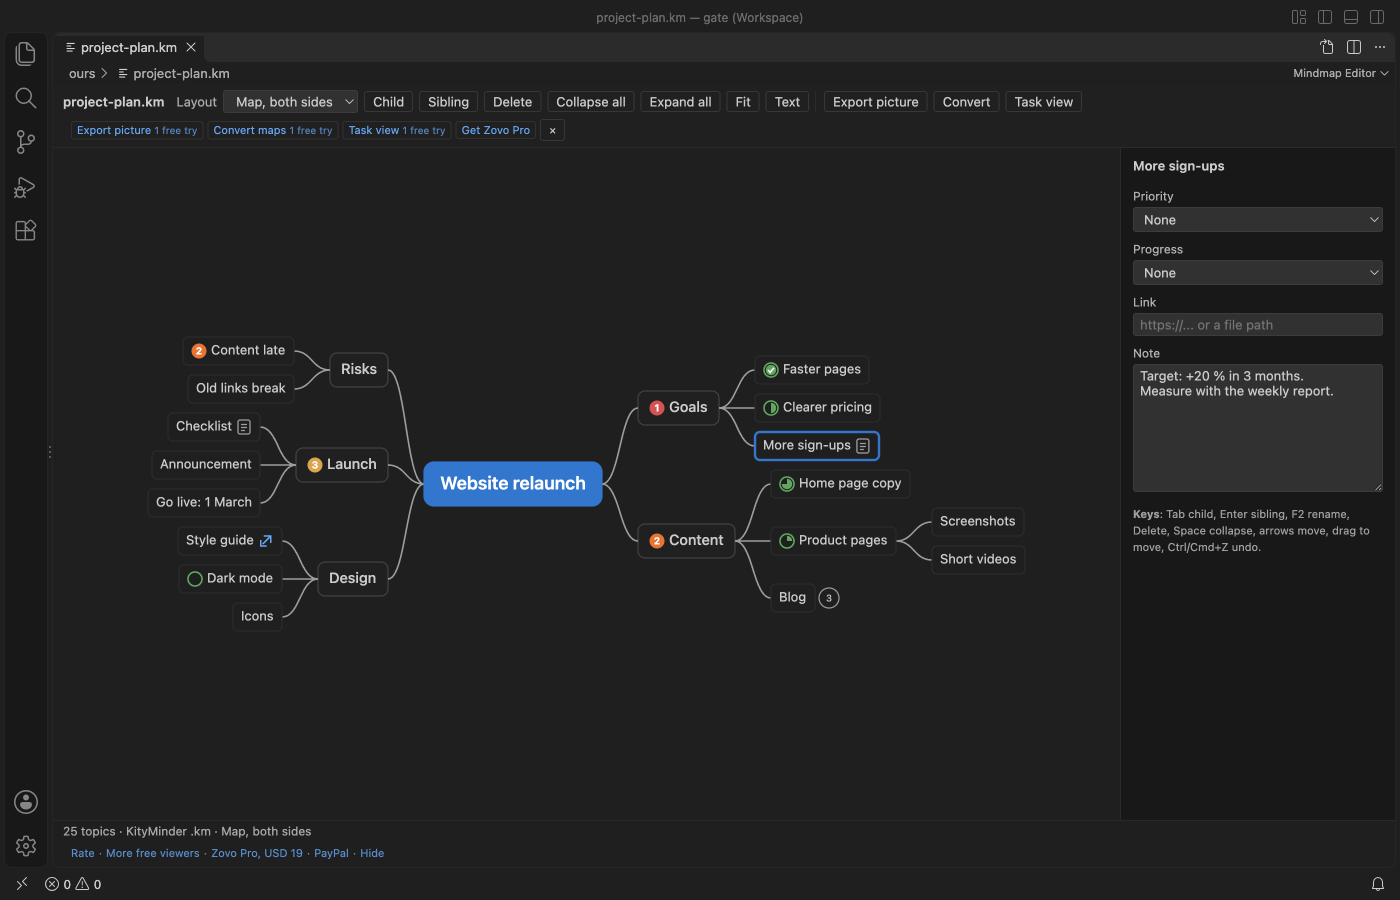 project-plan.km — gate (Workspace)
project-plan.km
ours > project-plan.km
Mindmap Editor
project-plan.km Layout Map, both sides Child Sibling Delete Collapse all Expand all Fit Text Export picture Convert Task view
Export picture 1 free try Convert maps 1 free try Task view 1 free try Get Zovo Pro ×
2 Content late
Old links break
Risks
Checklist
Announcement
Go live: 1 March
3 Launch
Style guide
Dark mode
Icons
Design
Website relaunch
1 Goals
Faster pages
Clearer pricing
More sign-ups
2 Content
Home page copy
Product pages
Screenshots
Short videos
Blog 3
More sign-ups
Priority
None
Progress
None
Link
https://... or a file path
Note
Target: +20 % in 3 months.
Measure with the weekly report.
Keys: Tab child, Enter sibling, F2 rename,
Delete, Space collapse, arrows move, drag to
move, Ctrl/Cmd+Z undo.
25 topics · KityMinder .km · Map, both sides
Rate · More free viewers · Zovo Pro, USD 19 · PayPal · Hide
0 0